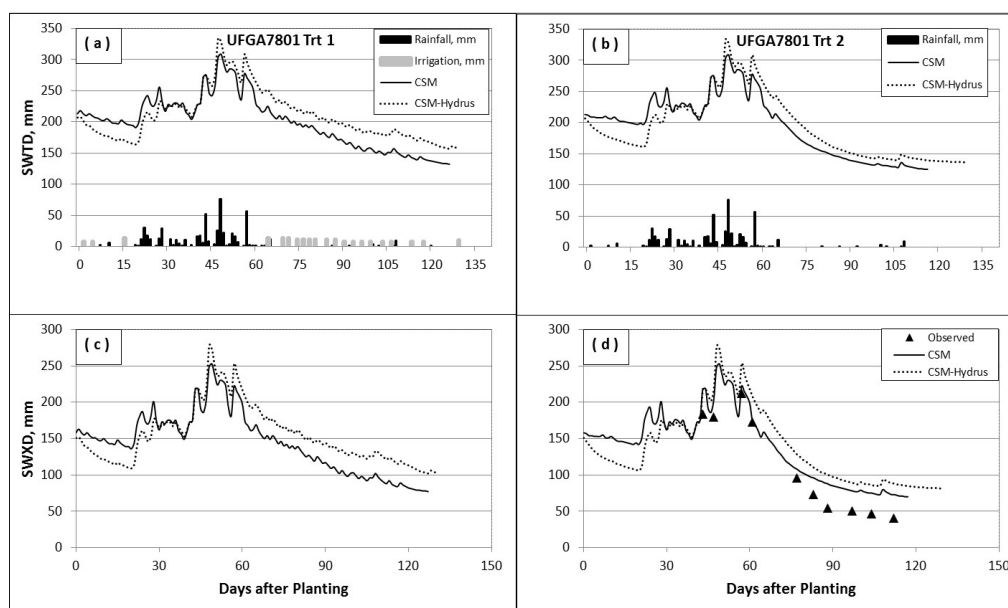 ( a )
UFGA7801 Trt 1
Rainfall, mm
Irrigation, mm
CSM
CSM-Hydrus
SWTD, mm
350
300
250
200
150
100
50
0
0 15 30 45 60 75 90 105 120 135
( b )
UFGA7801 Trt 2
Rainfall, mm
CSM
CSM-Hydrus
350
300
250
200
150
100
50
0
0 15 30 45 60 75 90 105 120 135
( c )
SWXD, mm
300
250
200
150
100
50
0
0 30 60 90 120 150
Days after Planting
( d )
Observed
CSM
CSM-Hydrus
300
250
200
150
100
50
0
0 30 60 90 120 150
Days after Planting